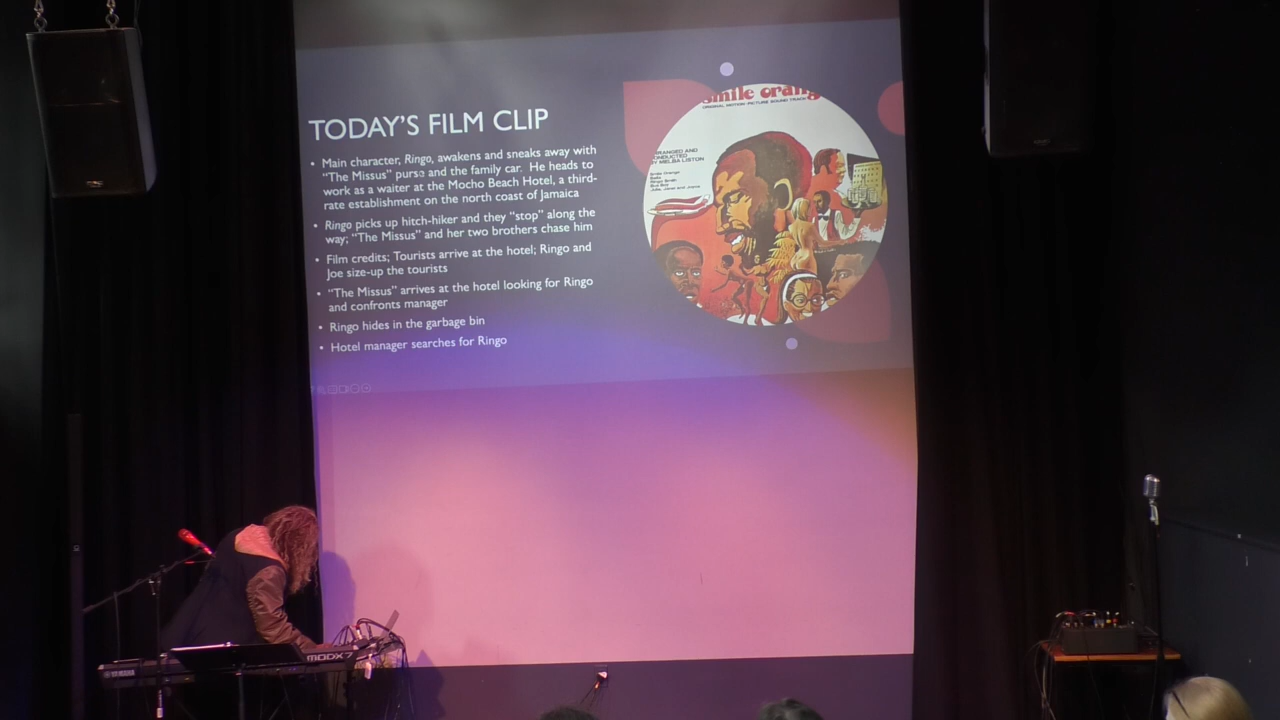 TODAY'S FILM CLIP
• Main character, Ringo, awakens and sneaks away with
"The Missus" purse and the family car. He heads to
work as a waiter at the Mocho Beach Hotel, a third-
rate establishment on the north coast of Jamaica
• Ringo picks up hitch-hiker and they "stop" along the
way; "The Missus" and her two brothers chase him
• Film credits; Tourists arrive at the hotel; Ringo and
Joe size-up the tourists
• "The Missus" arrives at the hotel looking for Ringo
and confronts manager
• Ringo hides in the garbage bin
• Hotel manager searches for Ringo
smile orang
ORIGINAL MOTION-PICTURE SOUND TRACK
RRANGED AND
ONDUCTED
BY MELBA LISTON
YAMAHA
MODX7